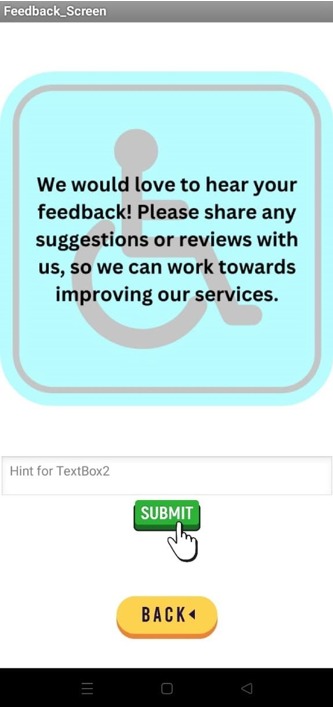 Feedback_Screen
We would love to hear your
feedback! Please share any
suggestions or reviews with
us, so we can work towards
improving our services.
Hint for TextBox2
SUBMIT
BACK